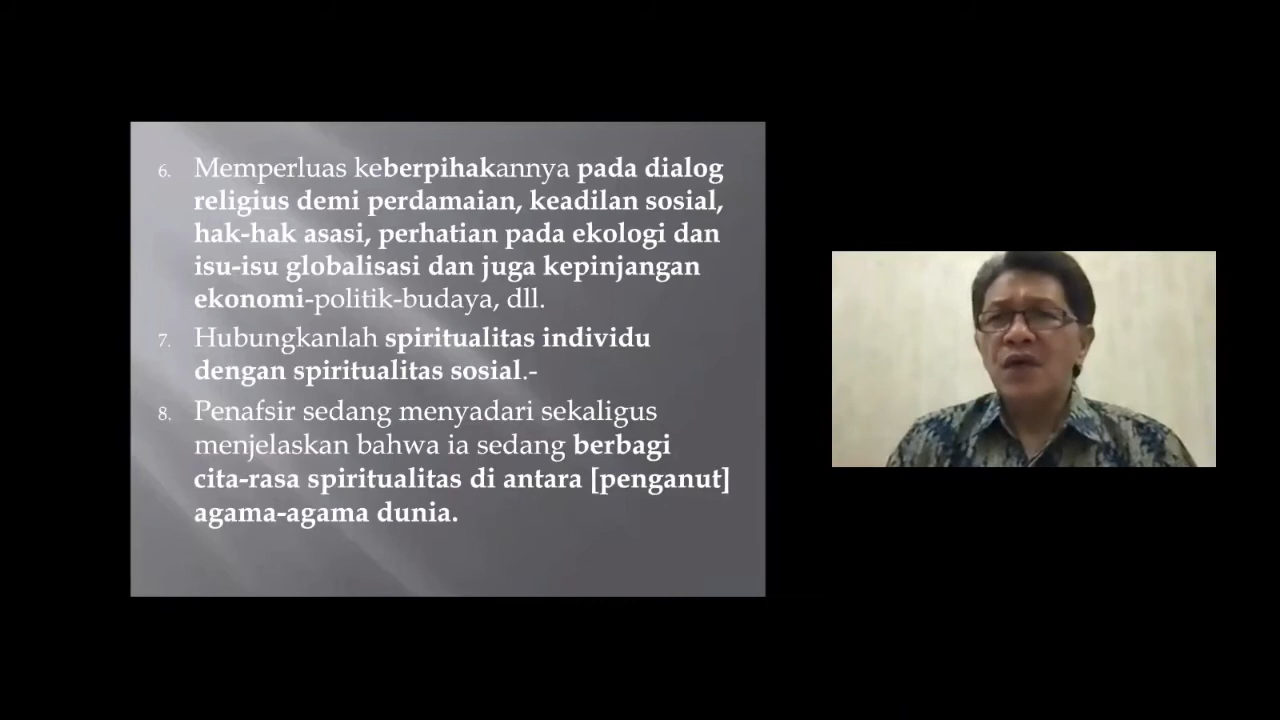 6. Memperluas keberpihakannya pada dialog
religius demi perdamaian, keadilan sosial,
hak-hak asasi, perhatian pada ekologi dan
isu-isu globalisasi dan juga kepinjangan
ekonomi-politik-budaya, dll.
7. Hubungkanlah spiritualitas individu
dengan spiritualitas sosial.-
8. Penafsir sedang menyadari sekaligus
menjelaskan bahwa ia sedang berbagi
cita-rasa spiritualitas di antara [penganut]
agama-agama dunia.